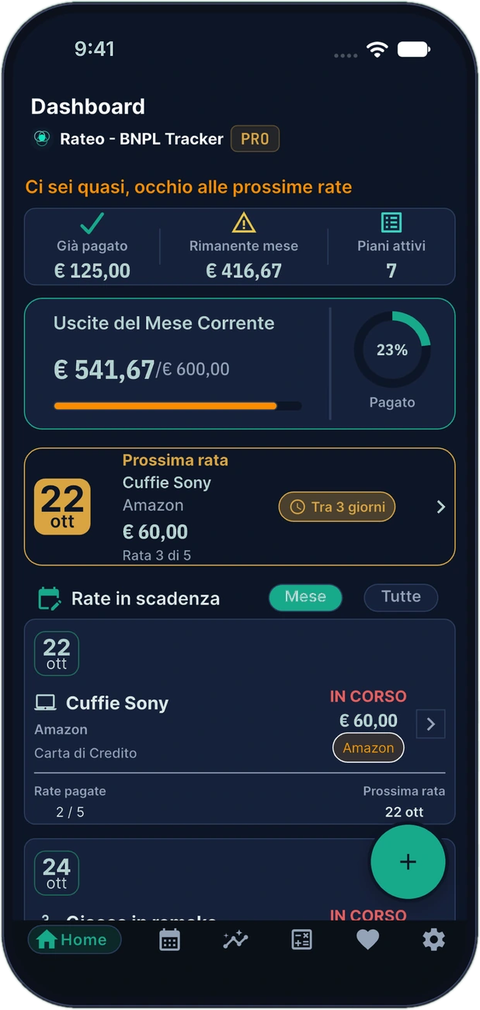 9:41
Dashboard
Rateo - BNPL Tracker PRO
Ci sei quasi, occhio alle prossime rate
Già pagato Rimanente mese Piani attivi
€ 125,00 € 416,67 7
Uscite del Mese Corrente
€ 541,67/€ 600,00
23%
Pagato
22
ott
Prossima rata
Cuffie Sony
Amazon
€ 60,00
Rata 3 di 5
Tra 3 giorni
Rate in scadenza Mese Tutte
22
ott
Cuffie Sony
Amazon
Carta di Credito
IN CORSO
€ 60,00
Amazon
Rate pagate Prossima rata
2 / 5 22 ott
24
ott
IN CORSO
+
Home